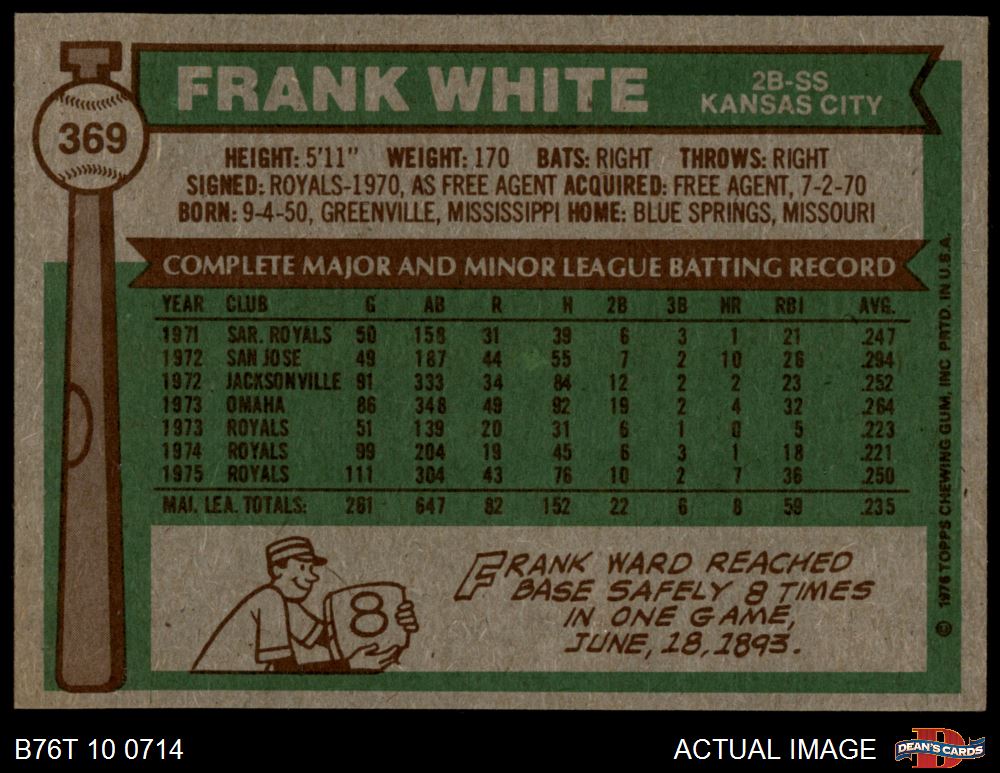 369
FRANK WHITE
2B-SS
KANSAS CITY
HEIGHT: 5'11" WEIGHT: 170 BATS: RIGHT THROWS: RIGHT
SIGNED: ROYALS-1970, AS FREE AGENT ACQUIRED: FREE AGENT, 7-2-70
BORN: 9-4-50, GREENVILLE, MISSISSIPPI HOME: BLUE SPRINGS, MISSOURI
COMPLETE MAJOR AND MINOR LEAGUE BATTING RECORD
YEAR CLUB G AB R H 2B 3B HR RBI AVG.
1971 SAR. ROYALS 50 158 31 39 6 3 1 21 .247
1972 SAN JOSE 49 187 44 55 7 2 10 26 .294
1972 JACKSONVILLE 91 333 34 84 12 2 2 23 .252
1973 OMAHA 86 348 49 92 19 2 4 32 .264
1973 ROYALS 51 139 20 31 6 1 0 5 .223
1974 ROYALS 99 204 19 45 6 3 1 18 .221
1975 ROYALS 111 304 43 76 10 2 7 36 .250
MAJ. LEA. TOTALS: 261 647 82 152 22 6 8 59 .235
8
FRANK WARD REACHED
BASE SAFELY 8 TIMES
IN ONE GAME,
JUNE, 18, 1893.
© 1976 TOPPS CHEWING GUM, INC PRTD. IN U.S.A.
B76T 10 0714
ACTUAL IMAGE
D
DEAN'S CARDS